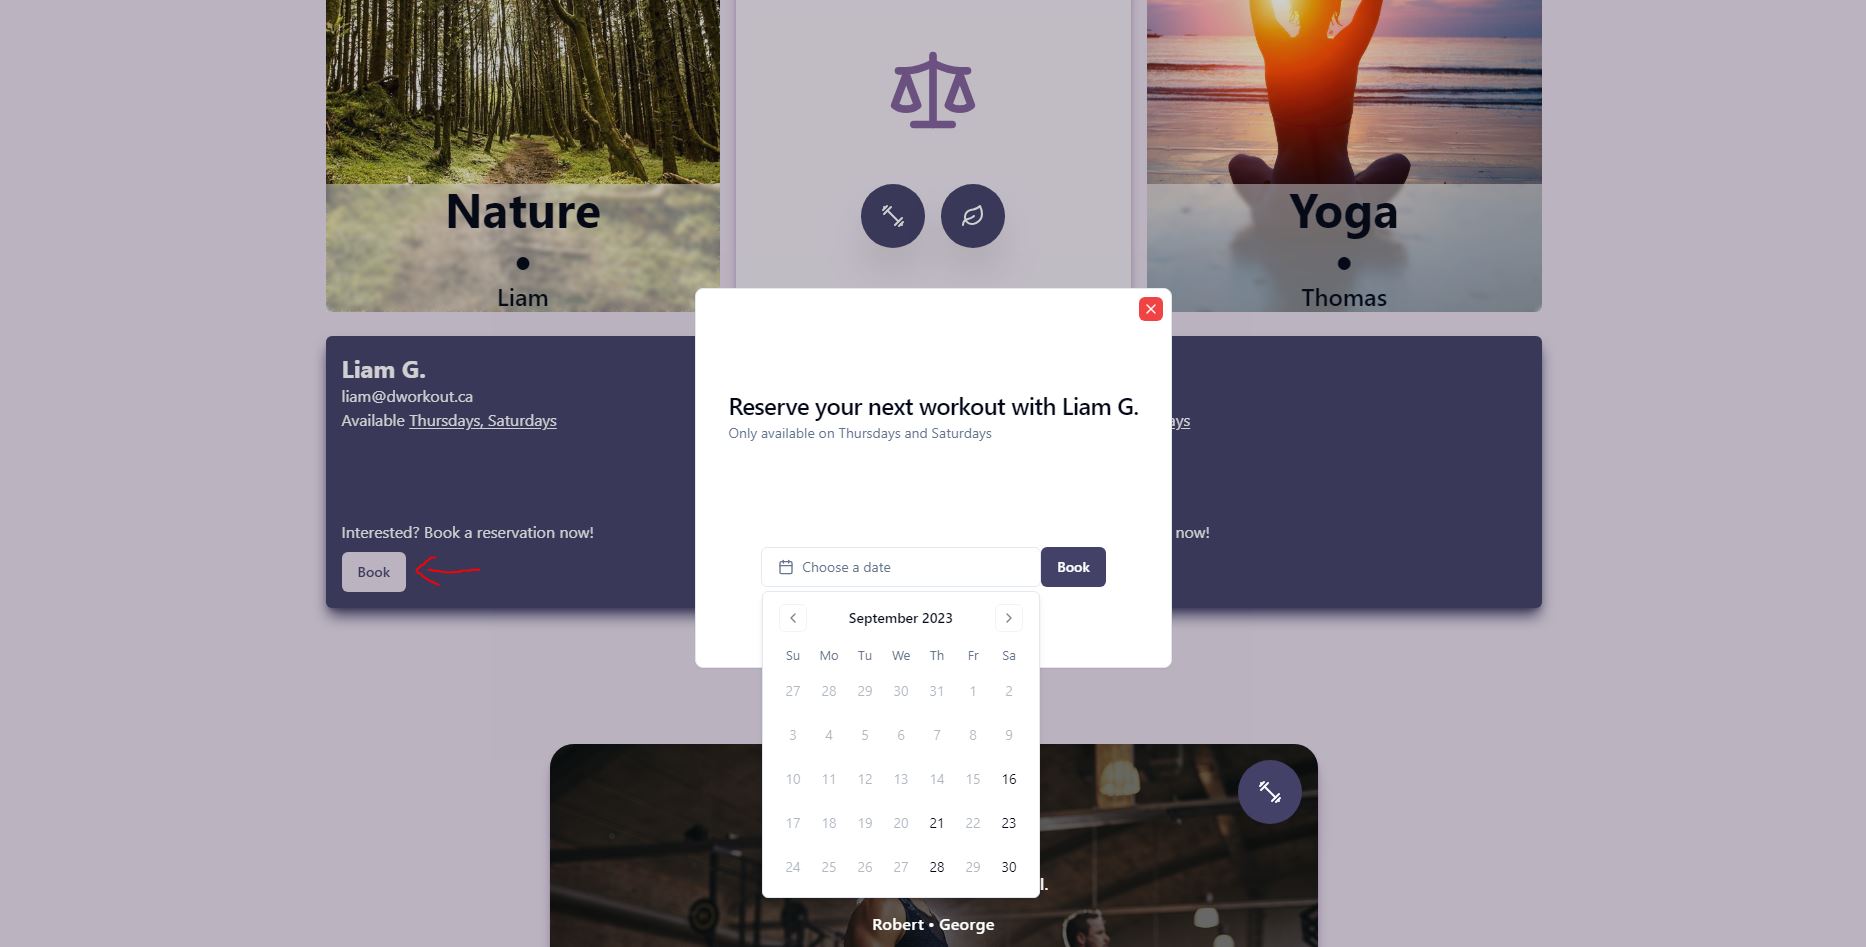 Nature
•
Liam
Yoga
•
Thomas
Liam G.
liam@dworkout.ca
Available Thursdays, Saturdays
Interested? Book a reservation now!
Book
Reserve your next workout with Liam G.
Only available on Thursdays and Saturdays
Choose a date
Book
September 2023
Su Mo Tu We Th Fr Sa
27 28 29 30 31 1 2
3 4 5 6 7 8 9
10 11 12 13 14 15 16
17 18 19 20 21 22 23
24 25 26 27 28 29 30
now!
Robert • George